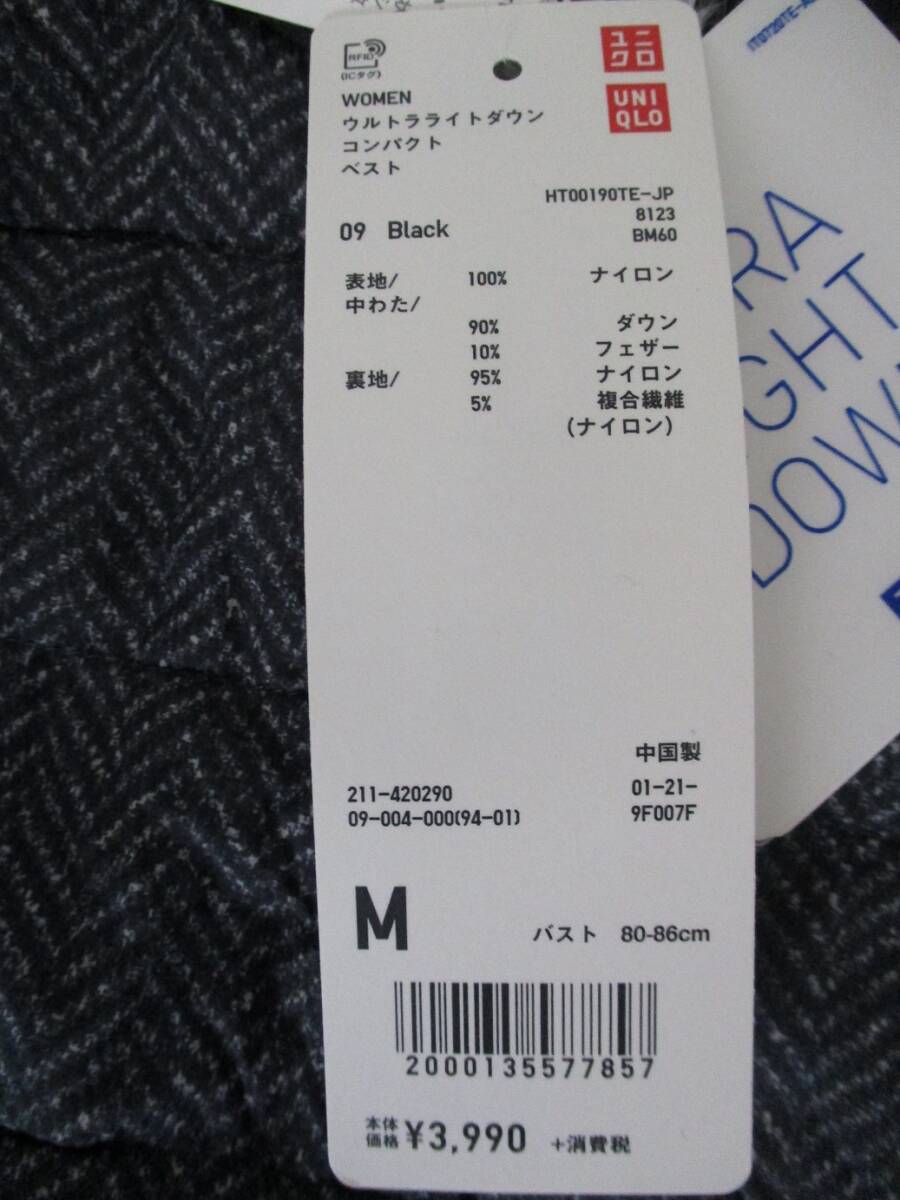 RFID
(ICタグ)
ユニ
クロ
UNI
QLO
WOMEN
ウルトラライトダウン
コンパクト
ベスト
HT00190TE-JP
8123
BM60
09 Black
表地/ 100% ナイロン
中わた/
90% ダウン
10% フェザー
裏地/ 95% ナイロン
5% 複合繊維
(ナイロン)
中国製
211-420290 01-21-
09-004-000(94-01) 9F007F
M バスト 80-86cm
2000135577857
本体
価格 ¥3,990 +消費税
RA
GHT
DOW